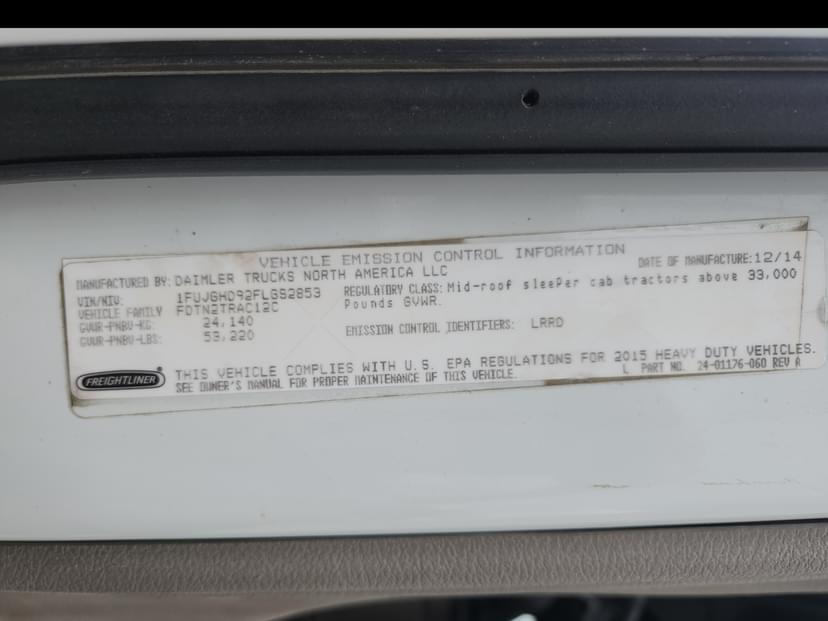 VEHICLE EMISSION CONTROL INFORMATION
MANUFACTURED BY: DAIMLER TRUCKS NORTH AMERICA LLC
DATE OF MANUFACTURE: 12/14
VIN/NIV: 1FUJGHD92FLGS2853
VEHICLE FAMILY FDTN2TRAC12C
GVWR-PNBV-KG: 24,140
GVWR-PNBV-LBS: 53,220
REGULATORY CLASS: Mid-roof sleePer cab tractors above 33,000
Pounds GVWR.
EMISSION CONTROL IDENTIFIERS: LRRD
FREIGHTLINER
THIS VEHICLE COMPLIES WITH U.S. EPA REGULATIONS FOR 2015 HEAVY DUTY VEHICLES.
SEE OWNER'S MANUAL FOR PROPER MAINTENANCE OF THIS VEHICLE.
L PART NO. 24-01176-060 REV A